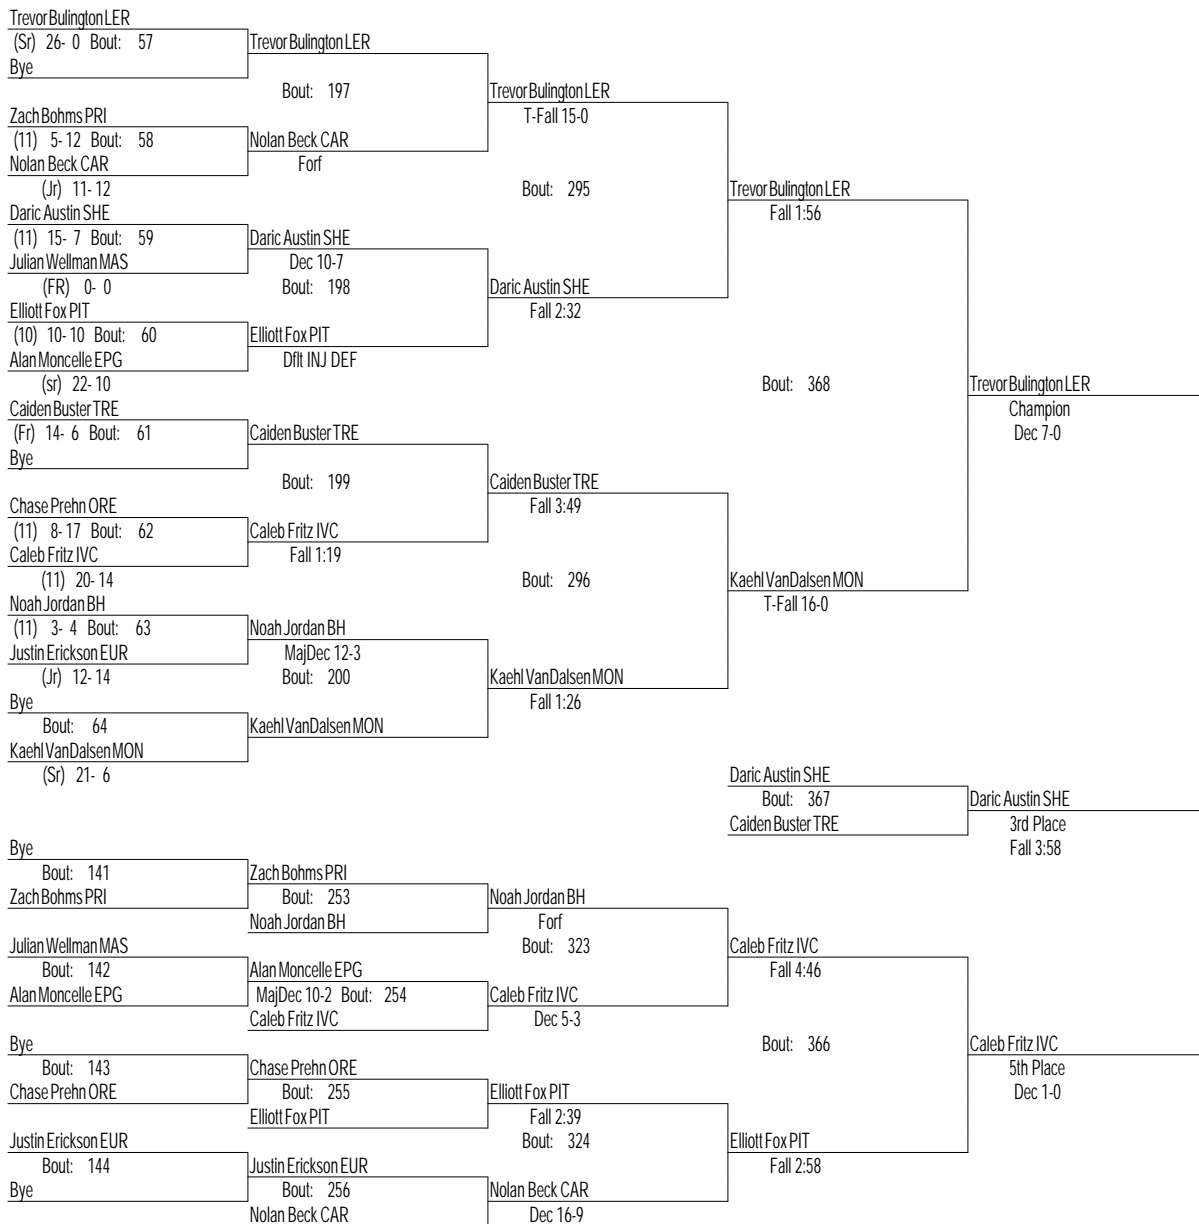 Trevor Bulington LER
(Sr) 26- 0 Bout: 57
Bye
Trevor Bulington LER
Bout: 197
Zach Bohms PRI
(11) 5- 12 Bout: 58
Nolan Beck CAR
(Jr) 11- 12
Nolan Beck CAR
Forf
Trevor Bulington LER
T-Fall 15-0
Bout: 295
Daric Austin SHE
(11) 15- 7 Bout: 59
Julian Wellman MAS
(FR) 0- 0
Daric Austin SHE
Dec 10-7
Bout: 198
Elliott Fox PIT
(10) 10- 10 Bout: 60
Alan Moncelle EPG
(sr) 22- 10
Elliott Fox PIT
Dflt INJ DEF
Daric Austin SHE
Fall 2:32
Trevor Bulington LER
Fall 1:56
Bout: 368
Caiden Buster TRE
(Fr) 14- 6 Bout: 61
Bye
Caiden Buster TRE
Bout: 199
Chase Prehn ORE
(11) 8- 17 Bout: 62
Caleb Fritz IVC
(11) 20- 14
Caleb Fritz IVC
Fall 1:19
Caiden Buster TRE
Fall 3:49
Bout: 296
Noah Jordan BH
(11) 3- 4 Bout: 63
Justin Erickson EUR
(Jr) 12- 14
Noah Jordan BH
MajDec 12-3
Bout: 200
Bye
Bout: 64
Kaehl VanDalsen MON
(Sr) 21- 6
Kaehl VanDalsen MON
Kaehl VanDalsen MON
Fall 1:26
Kaehl VanDalsen MON
T-Fall 16-0
Trevor Bulington LER
Champion
Dec 7-0
Daric Austin SHE
Bout: 367
Caiden Buster TRE
Daric Austin SHE
3rd Place
Fall 3:58
Bye
Bout: 141
Zach Bohms PRI
Zach Bohms PRI
Bout: 253
Noah Jordan BH
Noah Jordan BH
Forf
Bout: 323
Julian Wellman MAS
Bout: 142
Alan Moncelle EPG
Alan Moncelle EPG
MajDec 10-2 Bout: 254
Caleb Fritz IVC
Caleb Fritz IVC
Dec 5-3
Caleb Fritz IVC
Fall 4:46
Bout: 366
Bye
Bout: 143
Chase Prehn ORE
Chase Prehn ORE
Bout: 255
Elliott Fox PIT
Elliott Fox PIT
Fall 2:39
Bout: 324
Justin Erickson EUR
Bout: 144
Bye
Justin Erickson EUR
Bout: 256
Nolan Beck CAR
Nolan Beck CAR
Dec 16-9
Elliott Fox PIT
Fall 2:58
Caleb Fritz IVC
5th Place
Dec 1-0